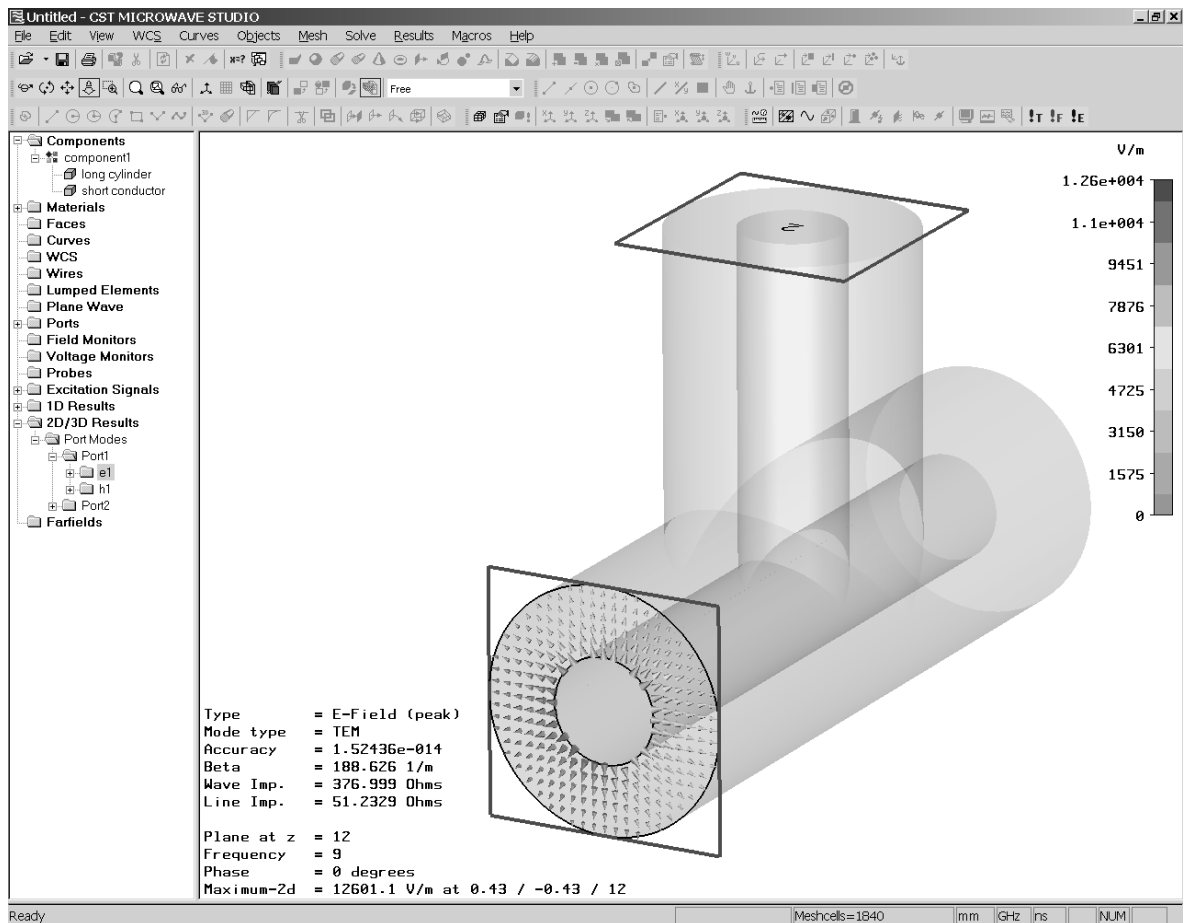 Untitled - CST MICROWAVE STUDIO
File Edit View WCS Curves Objects Mesh Solve Results Macros Help
Free
!T !F !E
Components
component1
long cylinder
short conductor
Materials
Faces
Curves
WCS
Wires
Lumped Elements
Plane Wave
Ports
Field Monitors
Voltage Monitors
Probes
Excitation Signals
1D Results
2D/3D Results
Port Modes
Port1
e1
h1
Port2
Farfields
V/m
1.26e+004
1.1e+004
9451
7876
6301
4725
3150
1575
0
2
Type = E-Field (peak)
Mode type = TEM
Accuracy = 1.52436e-014
Beta = 188.626 1/m
Wave Imp. = 376.999 Ohms
Line Imp. = 51.2329 Ohms
Plane at z = 12
Frequency = 9
Phase = 0 degrees
Maximum-2d = 12601.1 V/m at 0.43 / -0.43 / 12
Ready Meshcells=1840 mm GHz ns NUM